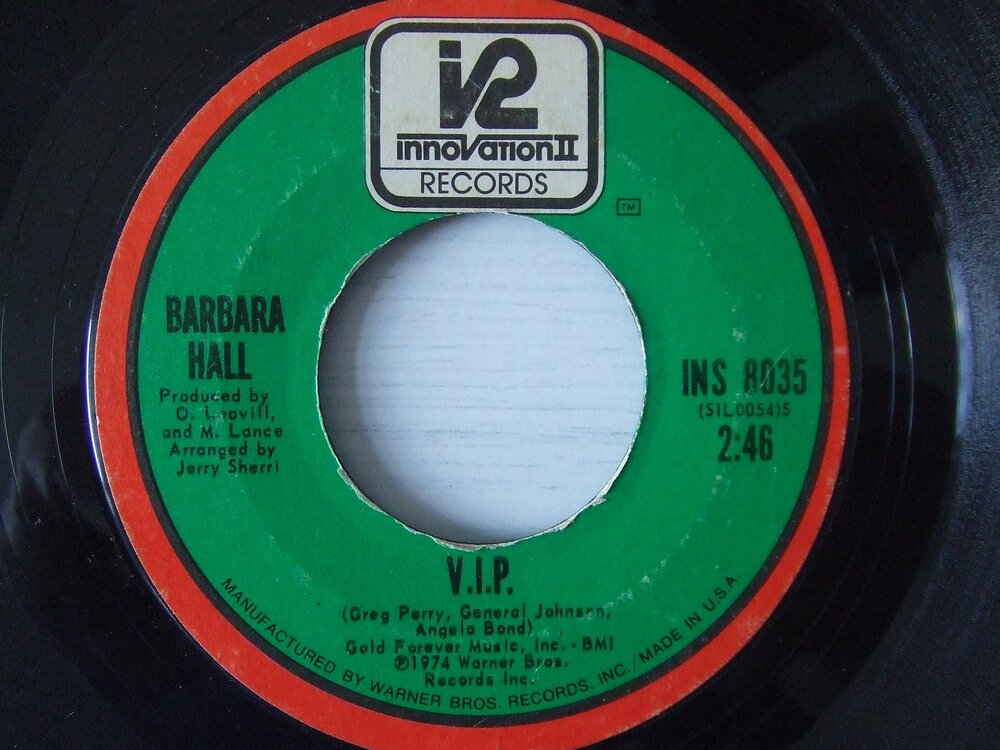 i2
innovation II
RECORDS
TM
BARBARA
HALL
Produced by
O. Leavill,
and M. Lance
Arranged by
Jerry Sherri
INS 8035
(SIL0054)S
2:46
V.I.P.
(Greg Perry, General Johnson,
Angelo Bond)
Gold Forever Music, Inc. - BMI
℗1974 Warner Bros.
Records Inc.
MANUFACTURED BY WARNER BROS. RECORDS, INC./MADE IN U.S.A